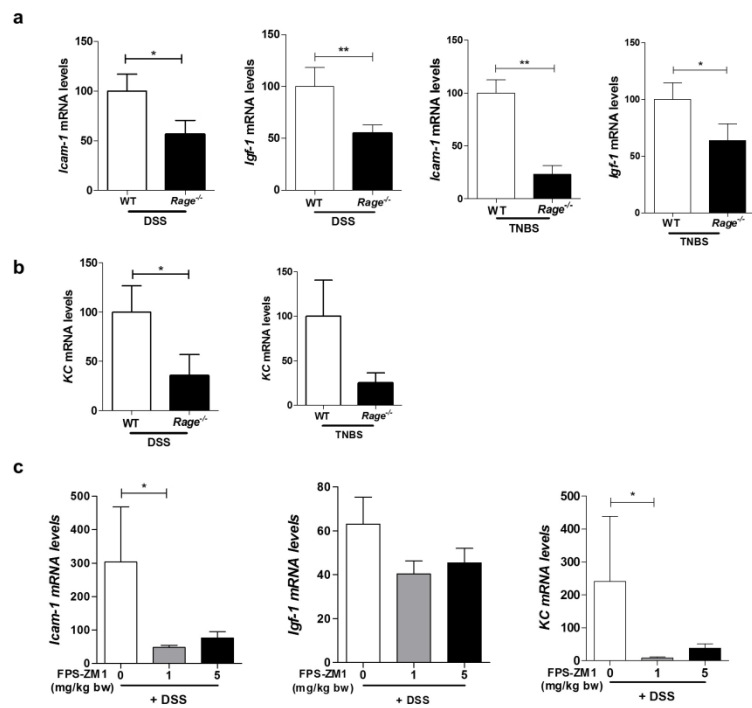 a
Icam-1 mRNA levels
150
100
50
0
*
WT
Rage-/-
DSS
Igf-1 mRNA levels
150
100
50
0
**
WT
Rage-/-
DSS
Icam-1 mRNA levels
150
100
50
0
**
WT
Rage-/-
TNBS
Igf-1 mRNA levels
150
100
50
0
*
WT
Rage-/-
TNBS
b
KC mRNA levels
150
100
50
0
*
WT
Rage-/-
DSS
KC mRNA levels
150
100
50
0
WT
Rage-/-
TNBS
c
Icam-1 mRNA levels
500
400
300
200
100
0
*
FPS-ZM1
(mg/kg bw)
0
1
5
+ DSS
Igf-1 mRNA levels
80
60
40
20
0
FPS-ZM1
(mg/kg bw)
0
1
5
+ DSS
KC mRNA levels
500
400
300
200
100
0
*
FPS-ZM1
(mg/kg bw)
0
1
5
+ DSS